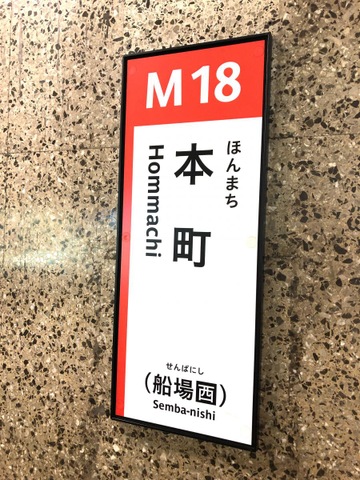 M18
ほんまち
本町
Hommachi
せんばにし
（船場西）
Semba-nishi